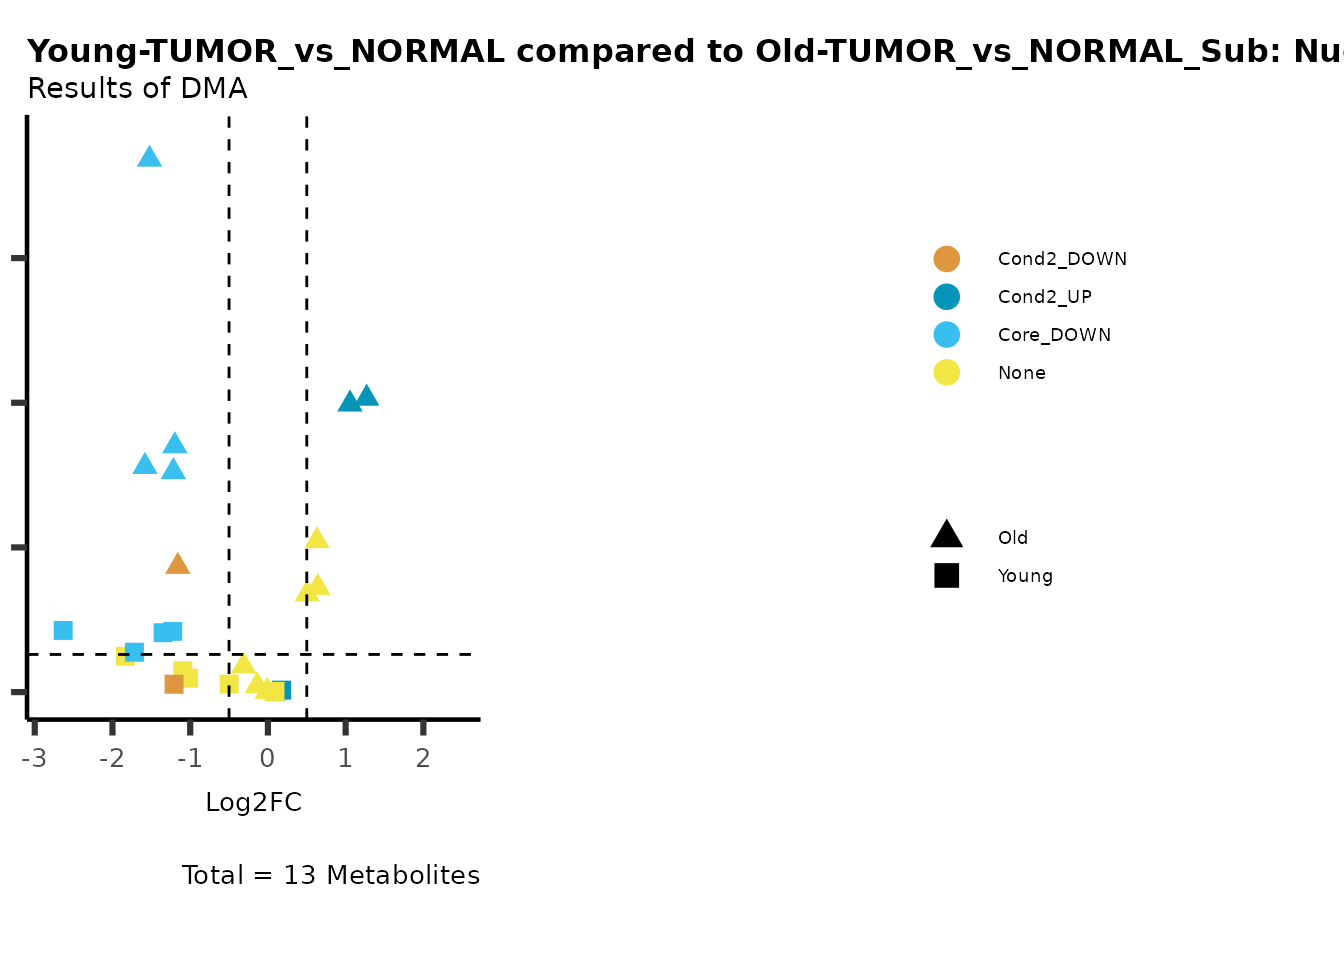 Young-TUMOR_vs_NORMAL compared to Old-TUMOR_vs_NORMAL_Sub:
Results of DMA
Cond2_DOWN
Cond2_UP
Core_DOWN
None
Old
Young
-3 -2 -1 0 1 2
Log2FC
Total = 13 Metabolites